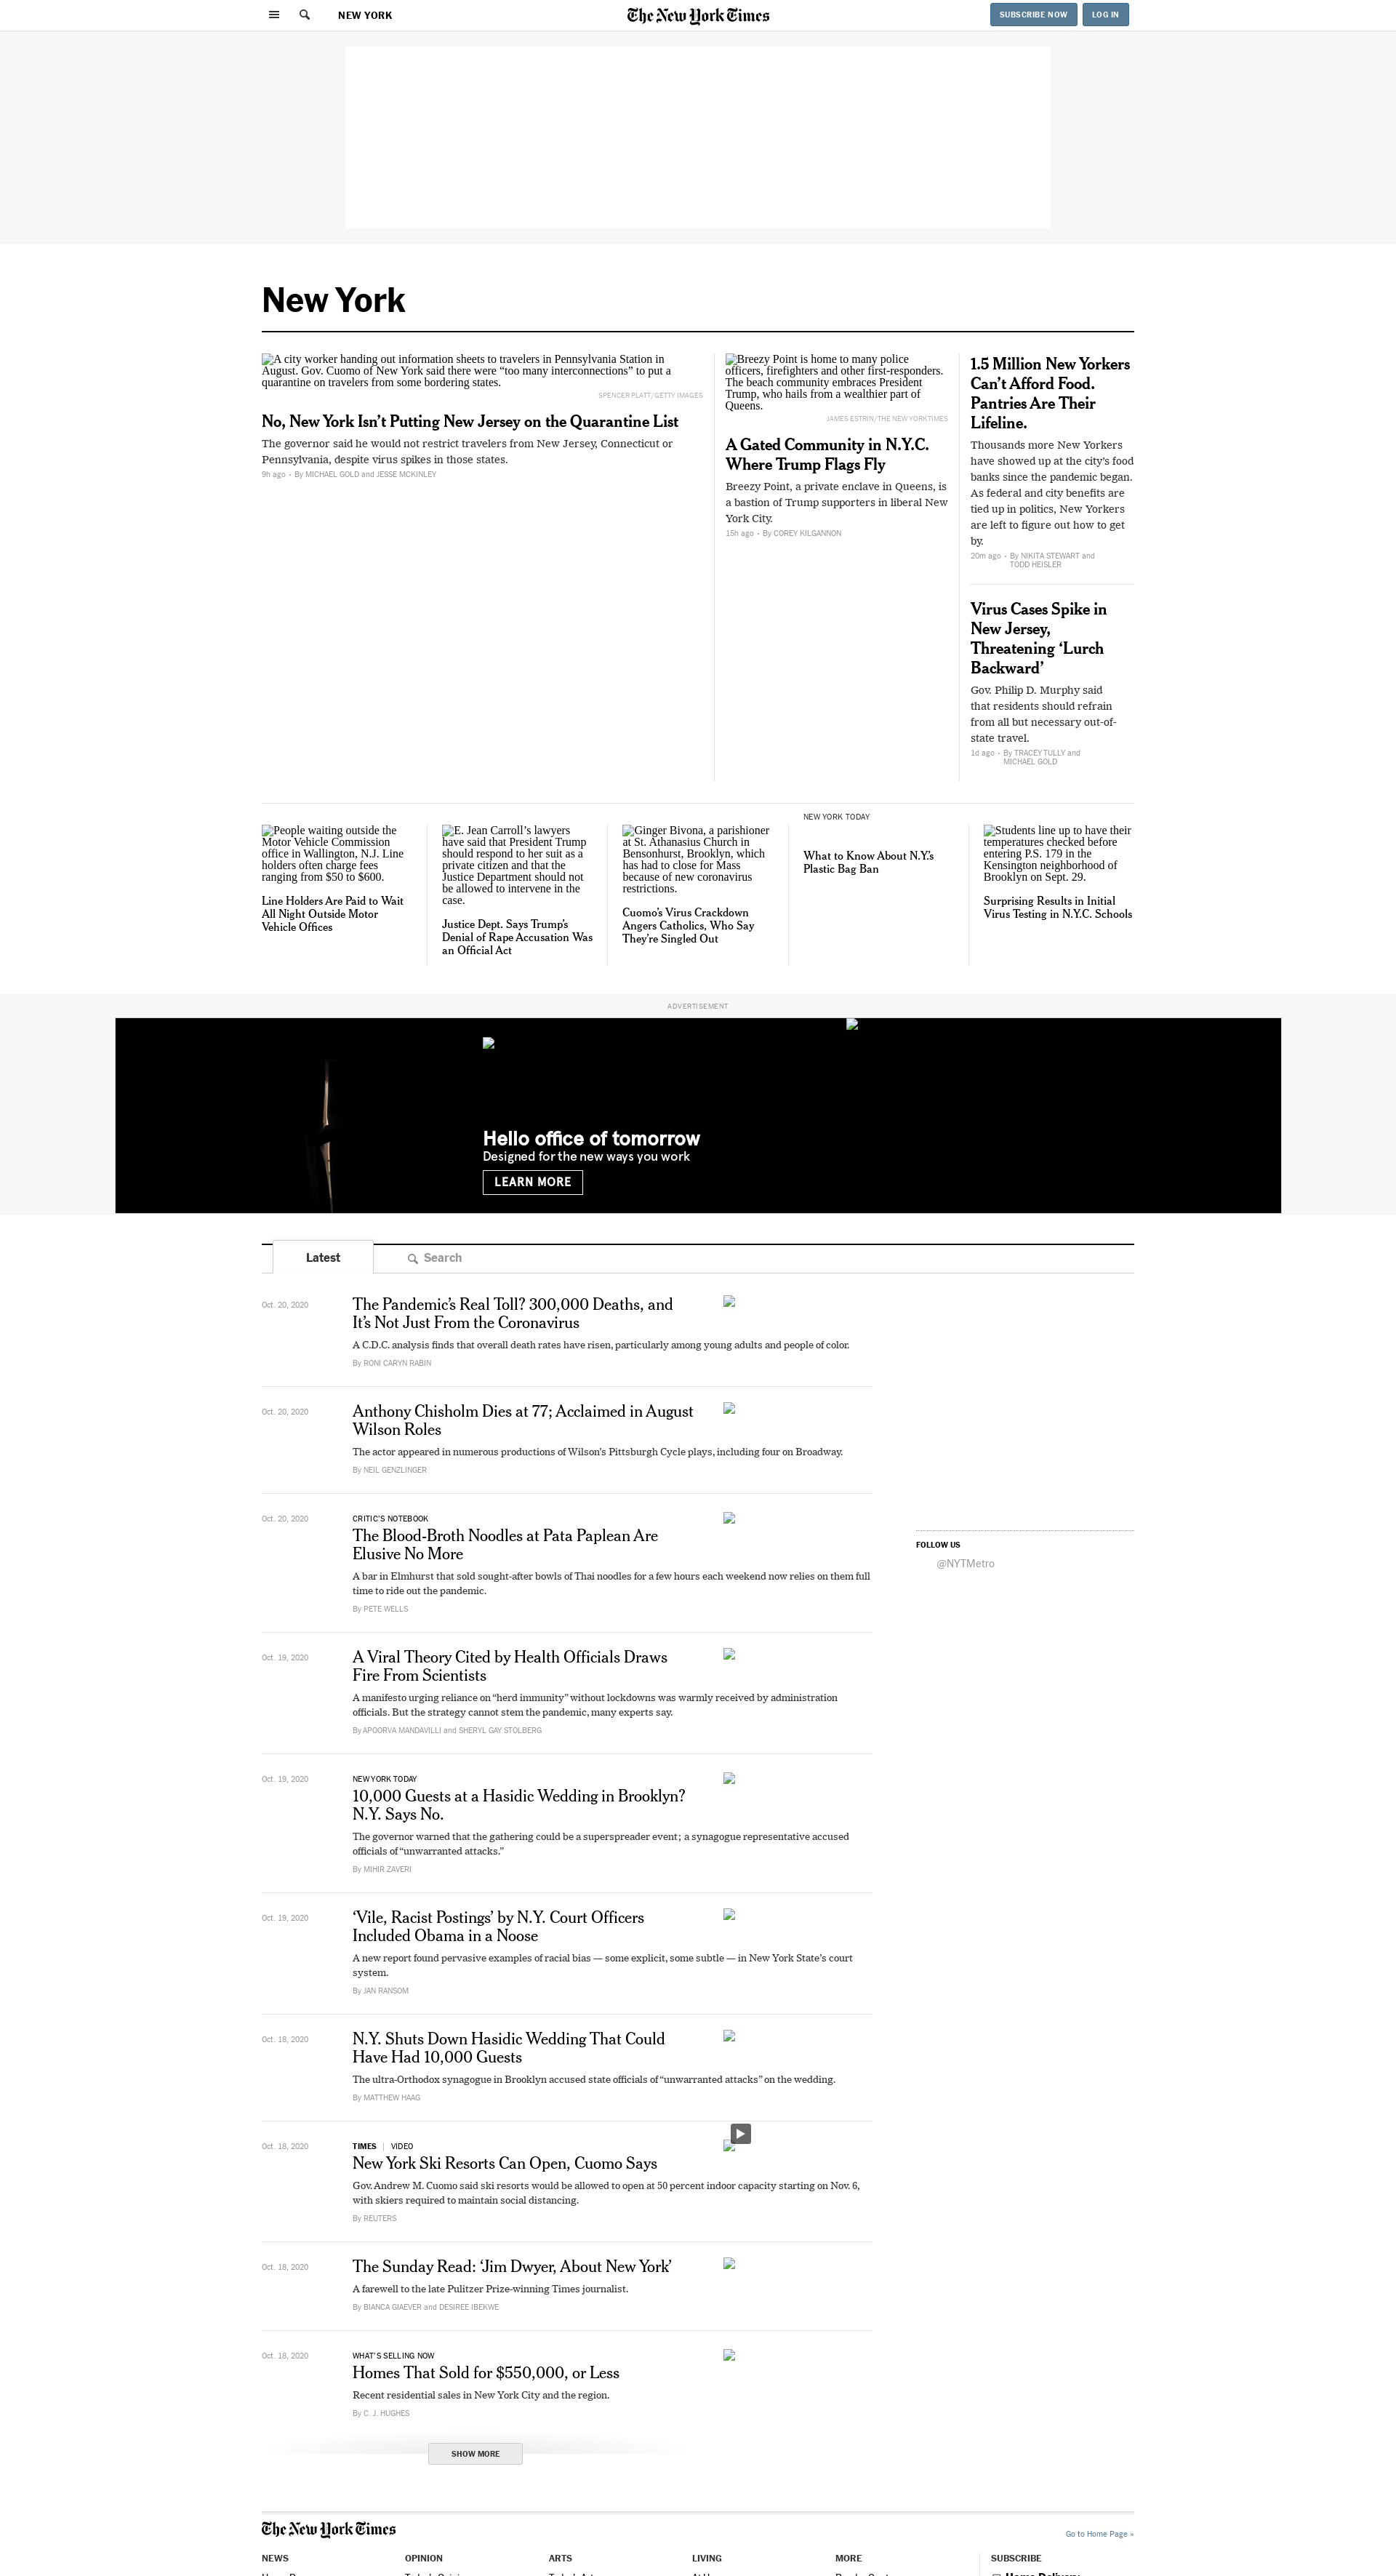 NEW YORK
The New York Times
SUBSCRIBE NOW
LOG IN
New York
A city worker handing out information sheets to travelers in Pennsylvania Station in
August. Gov. Cuomo of New York said there were “too many interconnections” to put a
quarantine on travelers from some bordering states.
SPENCER PLATT/GETTY IMAGES
No, New York Isn’t Putting New Jersey on the Quarantine List
The governor said he would not restrict travelers from New Jersey, Connecticut or
Pennsylvania, despite virus spikes in those states.
9h ago • By MICHAEL GOLD and JESSE MCKINLEY
Breezy Point is home to many police
officers, firefighters and other first-responders.
The beach community embraces President
Trump, who hails from a wealthier part of
Queens.
JAMES ESTRIN/THE NEW YORK TIMES
A Gated Community in N.Y.C.
Where Trump Flags Fly
Breezy Point, a private enclave in Queens, is
a bastion of Trump supporters in liberal New
York City.
15h ago • By COREY KILGANNON
1.5 Million New Yorkers
Can’t Afford Food.
Pantries Are Their
Lifeline.
Thousands more New Yorkers
have showed up at the city’s food
banks since the pandemic began.
As federal and city benefits are
tied up in politics, New Yorkers
are left to figure out how to get
by.
20m ago • By NIKITA STEWART and
TODD HEISLER
Virus Cases Spike in
New Jersey,
Threatening ‘Lurch
Backward’
Gov. Philip D. Murphy said
that residents should refrain
from all but necessary out-of-
state travel.
1d ago • By TRACEY TULLY and
MICHAEL GOLD
People waiting outside the
Motor Vehicle Commission
office in Wallington, N.J. Line
holders often charge fees
ranging from $50 to $600.
Line Holders Are Paid to Wait
All Night Outside Motor
Vehicle Offices
E. Jean Carroll’s lawyers
have said that President Trump
should respond to her suit as a
private citizen and that the
Justice Department should not
be allowed to intervene in the
case.
Justice Dept. Says Trump’s
Denial of Rape Accusation Was
an Official Act
Ginger Bivona, a parishioner
at St. Athanasius Church in
Bensonhurst, Brooklyn, which
has had to close for Mass
because of new coronavirus
restrictions.
Cuomo’s Virus Crackdown
Angers Catholics, Who Say
They’re Singled Out
NEW YORK TODAY
What to Know About N.Y.’s
Plastic Bag Ban
Students line up to have their
temperatures checked before
entering P.S. 179 in the
Kensington neighborhood of
Brooklyn on Sept. 29.
Surprising Results in Initial
Virus Testing in N.Y.C. Schools
ADVERTISEMENT
Hello office of tomorrow
Designed for the new ways you work
LEARN MORE
Latest
Search
Oct. 20, 2020
The Pandemic’s Real Toll? 300,000 Deaths, and
It’s Not Just From the Coronavirus
A C.D.C. analysis finds that overall death rates have risen, particularly among young adults and people of color.
By RONI CARYN RABIN
Oct. 20, 2020
Anthony Chisholm Dies at 77; Acclaimed in August
Wilson Roles
The actor appeared in numerous productions of Wilson’s Pittsburgh Cycle plays, including four on Broadway.
By NEIL GENZLINGER
Oct. 20, 2020
CRITIC’S NOTEBOOK
The Blood-Broth Noodles at Pata Paplean Are
Elusive No More
A bar in Elmhurst that sold sought-after bowls of Thai noodles for a few hours each weekend now relies on them full
time to ride out the pandemic.
By PETE WELLS
FOLLOW US
@NYTMetro
Oct. 19, 2020
A Viral Theory Cited by Health Officials Draws
Fire From Scientists
A manifesto urging reliance on “herd immunity” without lockdowns was warmly received by administration
officials. But the strategy cannot stem the pandemic, many experts say.
By APOORVA MANDAVILLI and SHERYL GAY STOLBERG
Oct. 19, 2020
NEW YORK TODAY
10,000 Guests at a Hasidic Wedding in Brooklyn?
N.Y. Says No.
The governor warned that the gathering could be a superspreader event; a synagogue representative accused
officials of “unwarranted attacks.”
By MIHIR ZAVERI
Oct. 19, 2020
‘Vile, Racist Postings’ by N.Y. Court Officers
Included Obama in a Noose
A new report found pervasive examples of racial bias — some explicit, some subtle — in New York State’s court
system.
By JAN RANSOM
Oct. 18, 2020
N.Y. Shuts Down Hasidic Wedding That Could
Have Had 10,000 Guests
The ultra-Orthodox synagogue in Brooklyn accused state officials of “unwarranted attacks” on the wedding.
By MATTHEW HAAG
Oct. 18, 2020
TIMES | VIDEO
New York Ski Resorts Can Open, Cuomo Says
Gov. Andrew M. Cuomo said ski resorts would be allowed to open at 50 percent indoor capacity starting on Nov. 6,
with skiers required to maintain social distancing.
By REUTERS
Oct. 18, 2020
The Sunday Read: ‘Jim Dwyer, About New York’
A farewell to the late Pulitzer Prize-winning Times journalist.
By BIANCA GIAEVER and DESIREE IBEKWE
Oct. 18, 2020
WHAT’S SELLING NOW
Homes That Sold for $550,000, or Less
Recent residential sales in New York City and the region.
By C. J. HUGHES
SHOW MORE
The New York Times
Go to Home Page »
NEWS
OPINION
ARTS
LIVING
MORE
SUBSCRIBE